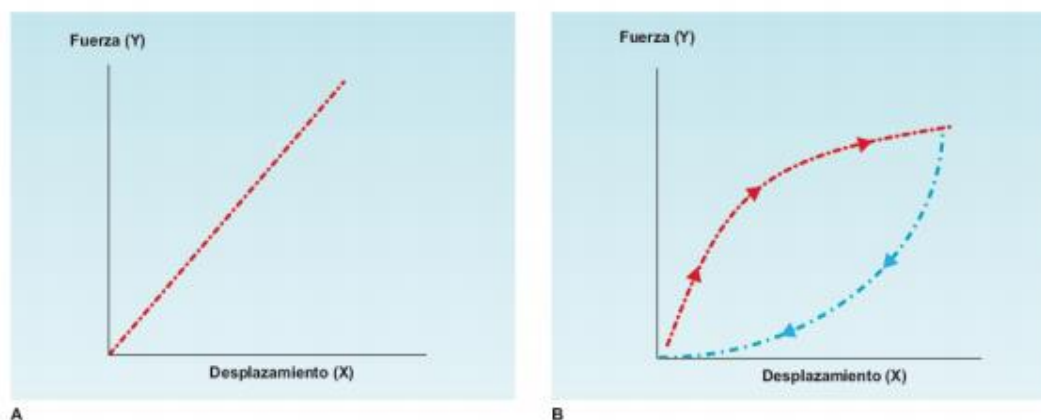 Fuerza (Y)
Desplazamiento (X)
A
Fuerza (Y)
Desplazamiento (X)
B